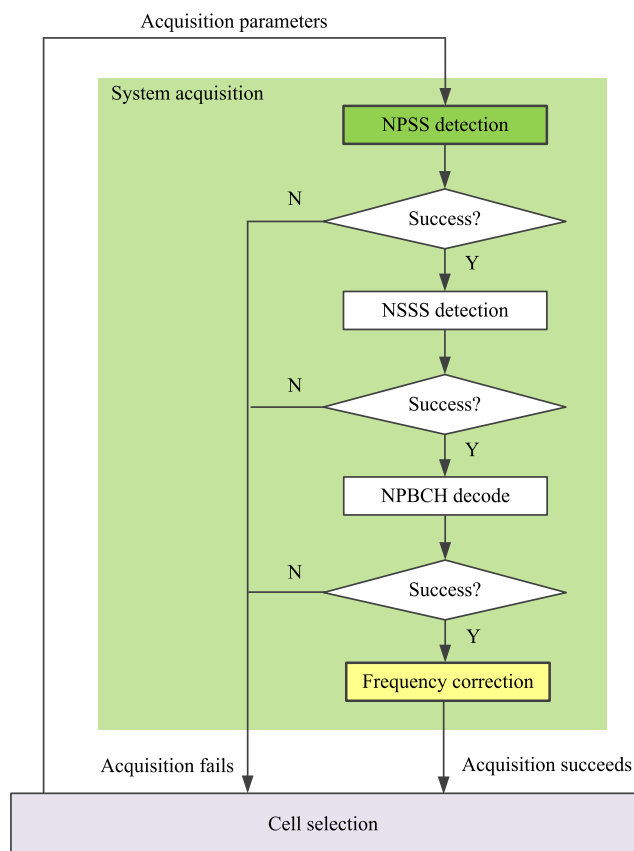 Acquisition parameters
System acquisition
NPSS detection
N
Success?
Y
NSSS detection
N
Success?
Y
NPBCH decode
N
Success?
Y
Frequency correction
Acquisition fails
Acquisition succeeds
Cell selection